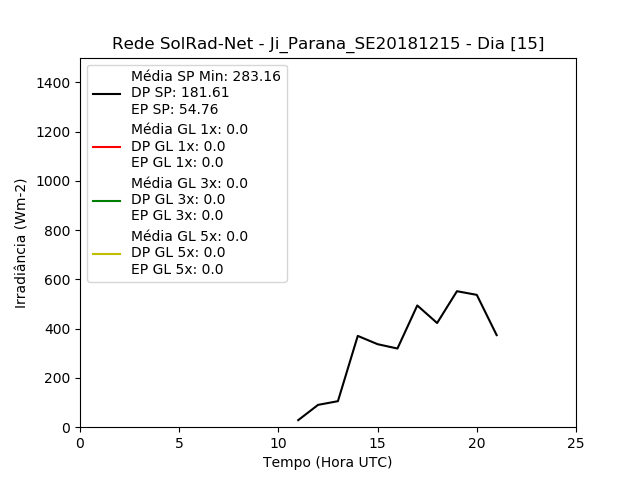 Rede SolRad-Net - Ji_Parana_SE20181215 - Dia [15]
Média SP Min: 283.16
DP SP: 181.61
EP SP: 54.76
Média GL 1x: 0.0
DP GL 1x: 0.0
EP GL 1x: 0.0
Média GL 3x: 0.0
DP GL 3x: 0.0
EP GL 3x: 0.0
Média GL 5x: 0.0
DP GL 5x: 0.0
EP GL 5x: 0.0
Irradiância (Wm-2)
1400
1200
1000
800
600
400
200
0
0 5 10 15 20 25
Tempo (Hora UTC)